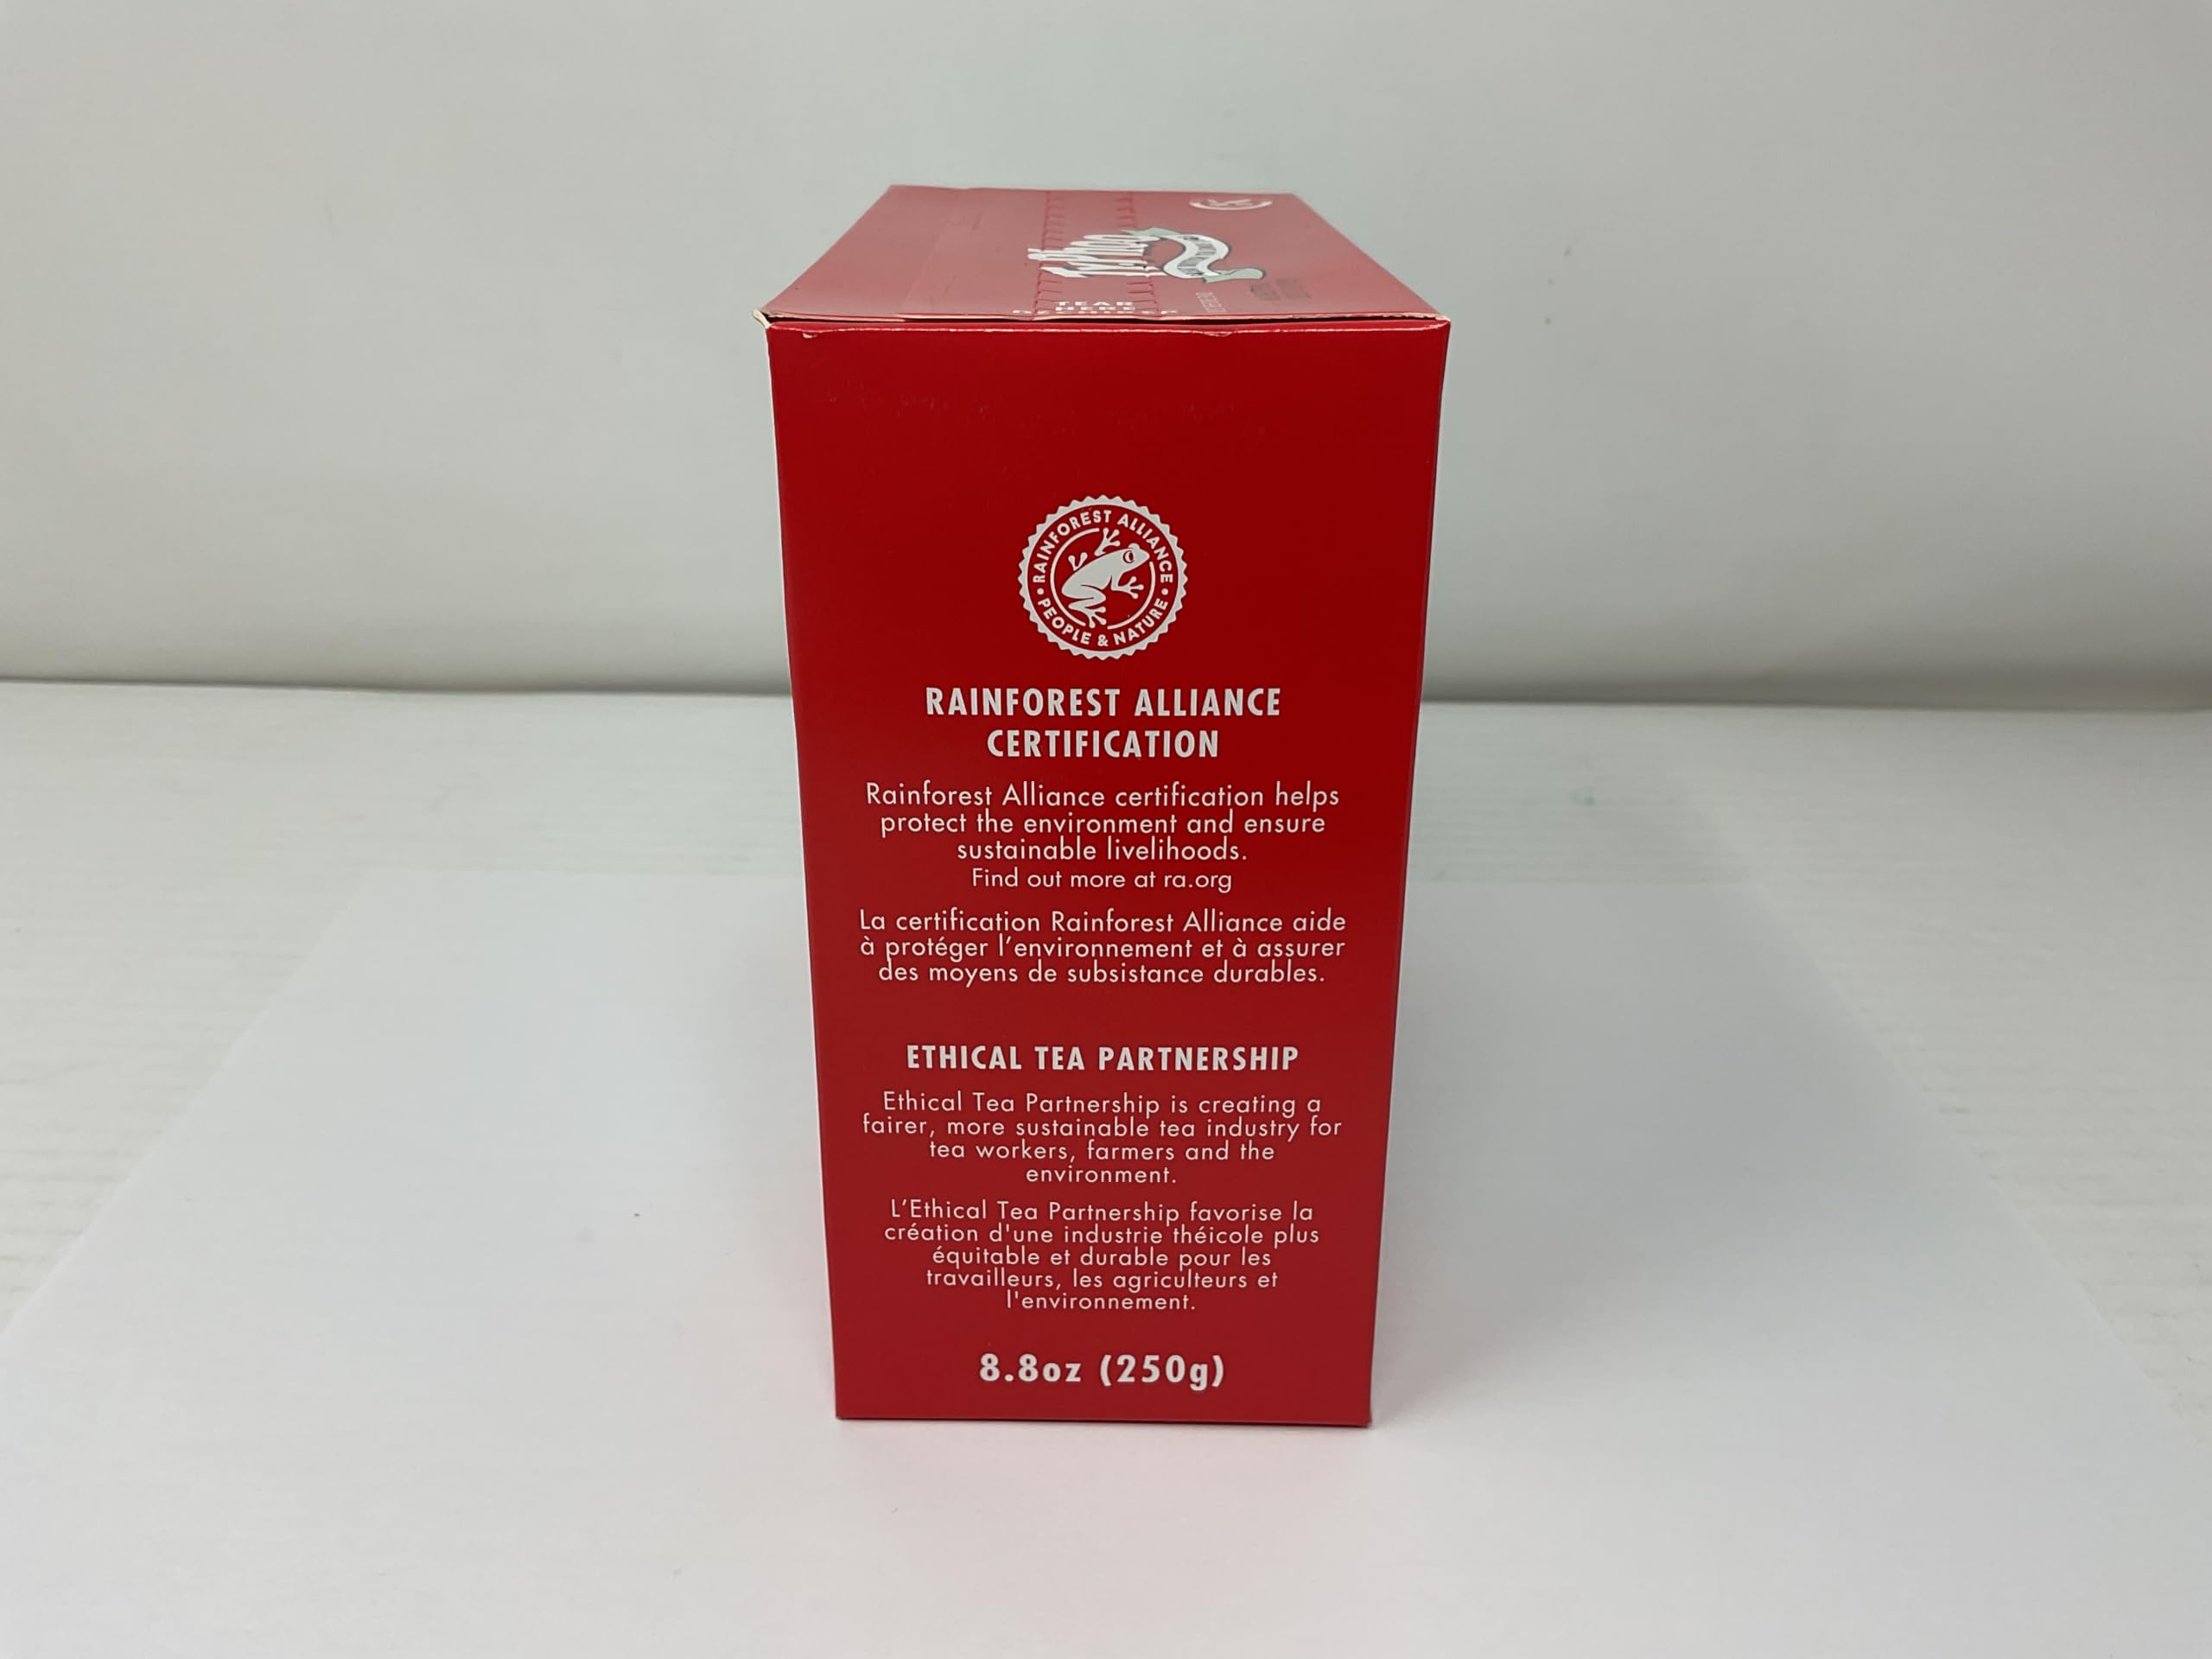 Typhoo
TEAR
HERE
RAINFOREST ALLIANCE
PEOPLE & NATURE
RAINFOREST ALLIANCE
CERTIFICATION
Rainforest Alliance certification helps
protect the environment and ensure
sustainable livelihoods.
Find out more at ra.org
La certification Rainforest Alliance aide
à protéger l'environnement et à assurer
des moyens de subsistance durables.
ETHICAL TEA PARTNERSHIP
Ethical Tea Partnership is creating a
fairer, more sustainable tea industry for
tea workers, farmers and the
environment.
L'Ethical Tea Partnership favorise la
création d'une industrie théicole plus
équitable et durable pour les
travailleurs, les agriculteurs et
l'environnement.
8.8oz (250g)